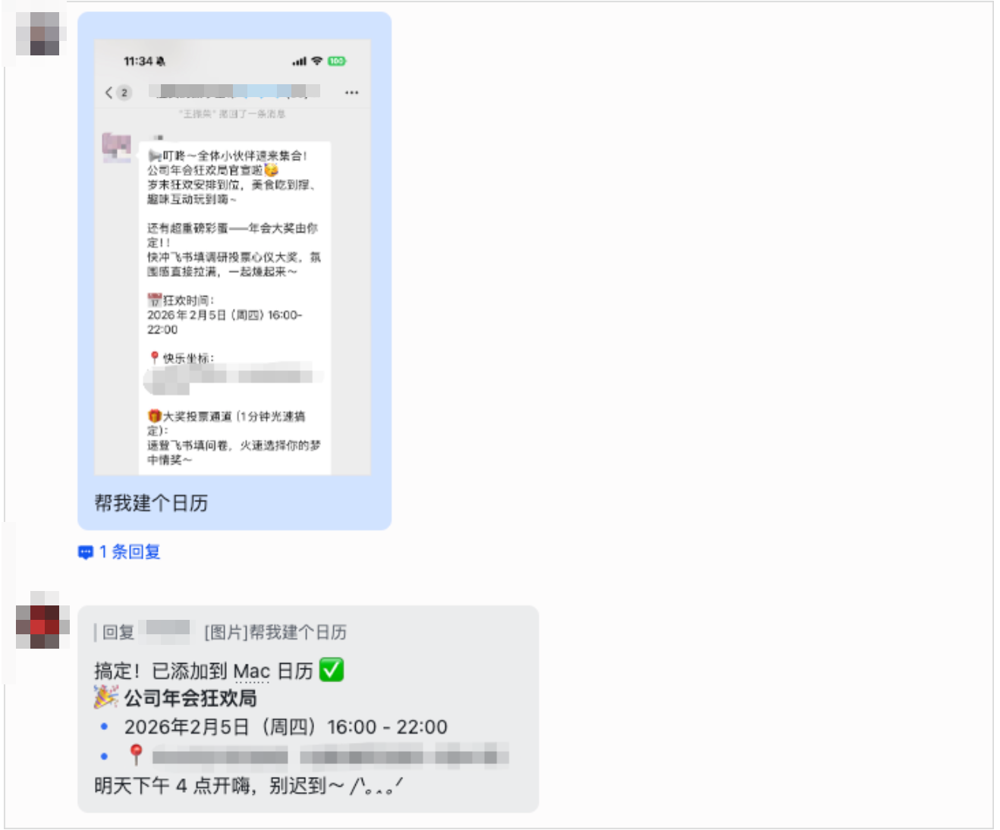 11:34
100
2
"王振荣" 撤回了一条消息
叮咚～全体小伙伴速来集合！
公司年会狂欢局官宣啦
岁末狂欢安排到位，美食吃到撑、
趣味互动玩到嗨~
还有超重磅彩蛋——年会大奖由你
定！！
快冲飞书填调研投票心仪大奖，氛
围感直接拉满，一起燥起来～
17狂欢时间：
2026年2月5日（周四）16:00-
22:00
快乐坐标：
大奖投票通道（1分钟光速搞
定）：
速登飞书填问卷，火速选择你的梦
中情奖～
帮我建个日历
1 条回复
回复 [图片]帮我建个日历
搞定！已添加到 Mac 日历
公司年会狂欢局
2026年2月5日（周四）16:00 - 22:00
明天下午 4 点开嗨，别迟到～